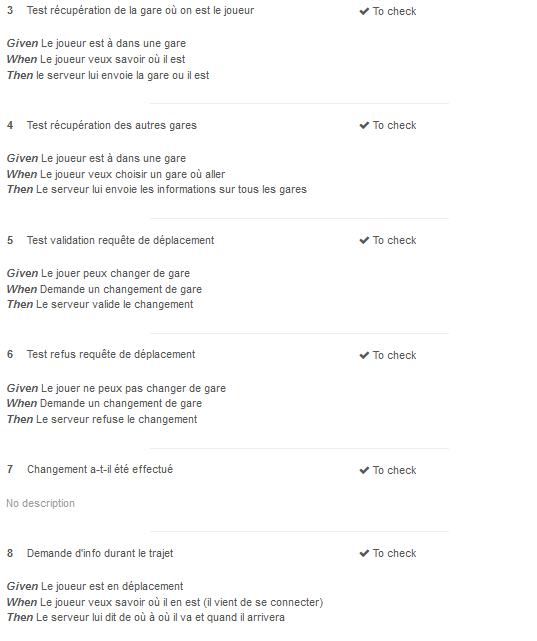 3 Test récupération de la gare où on est le joueur ✔ To check
Given Le joueur est à dans une gare
When Le joueur veux savoir où il est
Then le serveur lui envoie la gare ou il est
4 Test récupération des autres gares ✔ To check
Given Le joueur est à dans une gare
When Le joueur veux choisir un gare où aller
Then Le serveur lui envoie les informations sur tous les gares
5 Test validation requête de déplacement ✔ To check
Given Le jouer peux changer de gare
When Demande un changement de gare
Then Le serveur valide le changement
6 Test refus requête de déplacement ✔ To check
Given Le jouer ne peux pas changer de gare
When Demande un changement de gare
Then Le serveur refuse le changement
7 Changement a-t-il été effectué ✔ To check
No description
8 Demande d'info durant le trajet ✔ To check
Given Le joueur est en déplacement
When Le joueur veux savoir où il en est (il vient de se connecter)
Then Le serveur lui dit de où à où il va et quand il arrivera